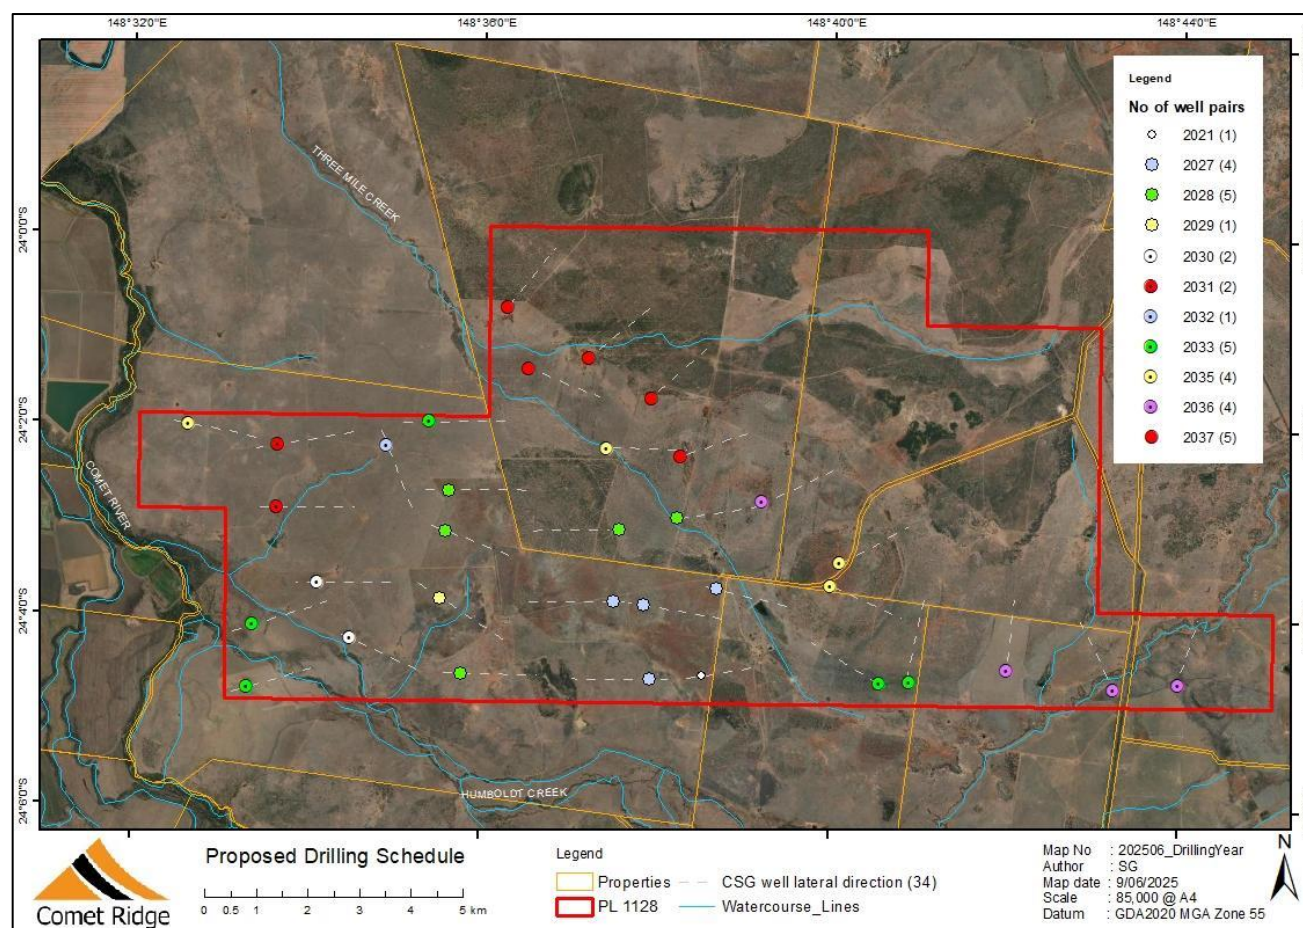 148°32'0"E
148°36'0"E
148°40'0"E
148°44'0"E
Legend
No of well pairs
2021 (1)
2027 (4)
2028 (5)
2029 (1)
2030 (2)
2031 (2)
2032 (1)
2033 (5)
2035 (4)
2036 (4)
2037 (5)
THREE MILE CREEK
24°0'0"S
24°2'0"S
COMET RIVER
24°4'0"S
HUMBOLDT CREEK
24°6'0"S
Comet Ridge
Proposed Drilling Schedule
0 0.5 1 2 3 4 5 km
Legend
Properties
CSG well lateral direction (34)
PL 1128
Watercourse_Lines
Map No : 202506_DrillingYear
Author : SG
Map date : 9/06/2025
Scale : 85,000 @ A4
Datum : GDA2020 MGA Zone 55
N